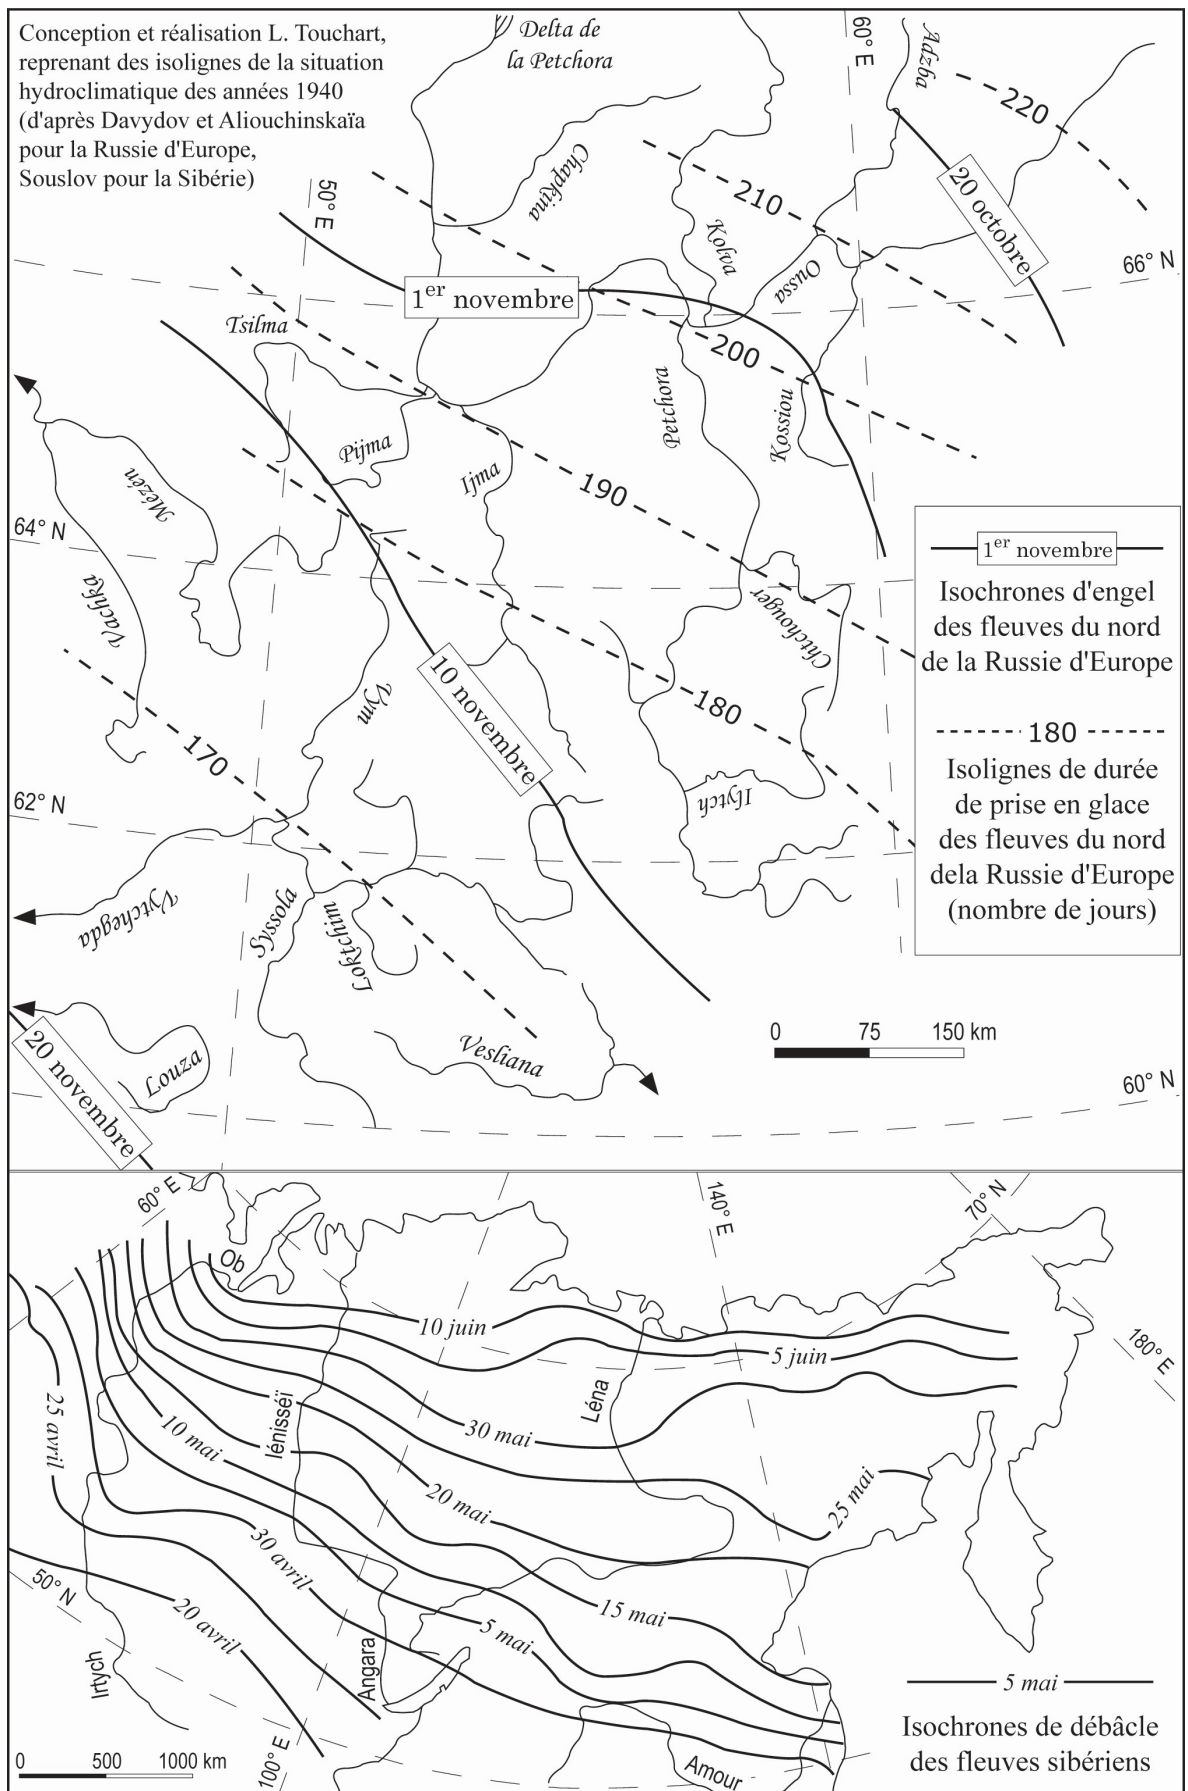 Conception et réalisation L. Touchart,
reprenant des isolignes de la situation
hydroclimatique des années 1940
(d'après Davydov et Aliouchinskaïa
pour la Russie d'Europe,
Souslov pour la Sibérie)
Delta de
la Petchora
60° E
Adzba
220
50° E
Chapkina
210
20 octobre
Kolva
Oussa
66° N
1er novembre
Tsilma
200
Petchora
Kossiou
Pijma
Ijma
190
Mézen
64° N
Vachka
Chtchouger
10 novembre
Vym
180
170
Ilytch
62° N
Vytchegda
Syssola
Loktchim
1er novembre
Isochrones d'engel
des fleuves du nord
de la Russie d'Europe
180
Isolignes de durée
de prise en glace
des fleuves du nord
dela Russie d'Europe
(nombre de jours)
0 75 150 km
20 novembre
Louza
Vesliana
60° N
60° E
Ob
140° E
70° N
10 juin
5 juin
180° E
25 avril
10 mai
Iénisseï
30 mai
Léna
20 mai
25 mai
30 avril
50° N
20 avril
15 mai
5 mai
Irtych
Angara
100° E
Amour
0 500 1000 km
5 mai
Isochrones de débâcle
des fleuves sibériens